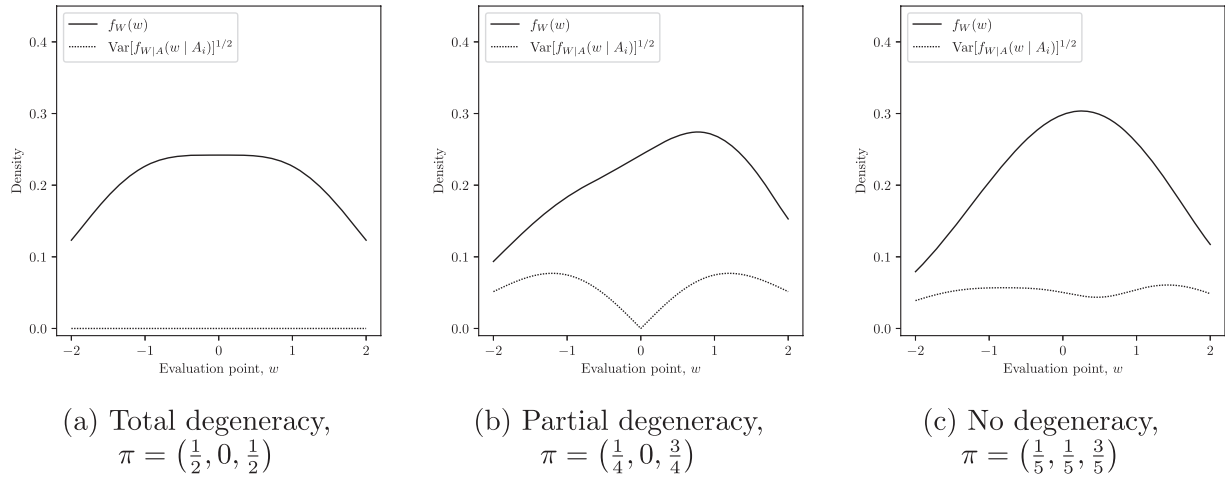 f_W(w)
Var[f_{W|A}(w | A_i)]^{1/2}
0.4
0.3
0.2
0.1
0.0
Density
−2 −1 0 1 2
Evaluation point, w
(a) Total degeneracy,
π = (1/2, 0, 1/2)
f_W(w)
Var[f_{W|A}(w | A_i)]^{1/2}
0.4
0.3
0.2
0.1
0.0
Density
−2 −1 0 1 2
Evaluation point, w
(b) Partial degeneracy,
π = (1/4, 0, 3/4)
f_W(w)
Var[f_{W|A}(w | A_i)]^{1/2}
0.4
0.3
0.2
0.1
0.0
Density
−2 −1 0 1 2
Evaluation point, w
(c) No degeneracy,
π = (1/5, 1/5, 3/5)